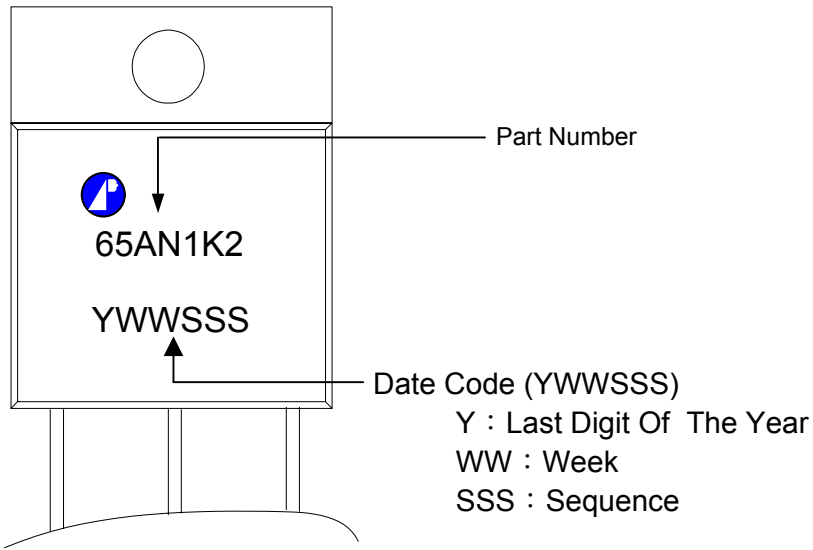 Part Number
65AN1K2
YWWSSS
Date Code (YWWSSS)
Y：Last Digit Of The Year
WW：Week
SSS：Sequence